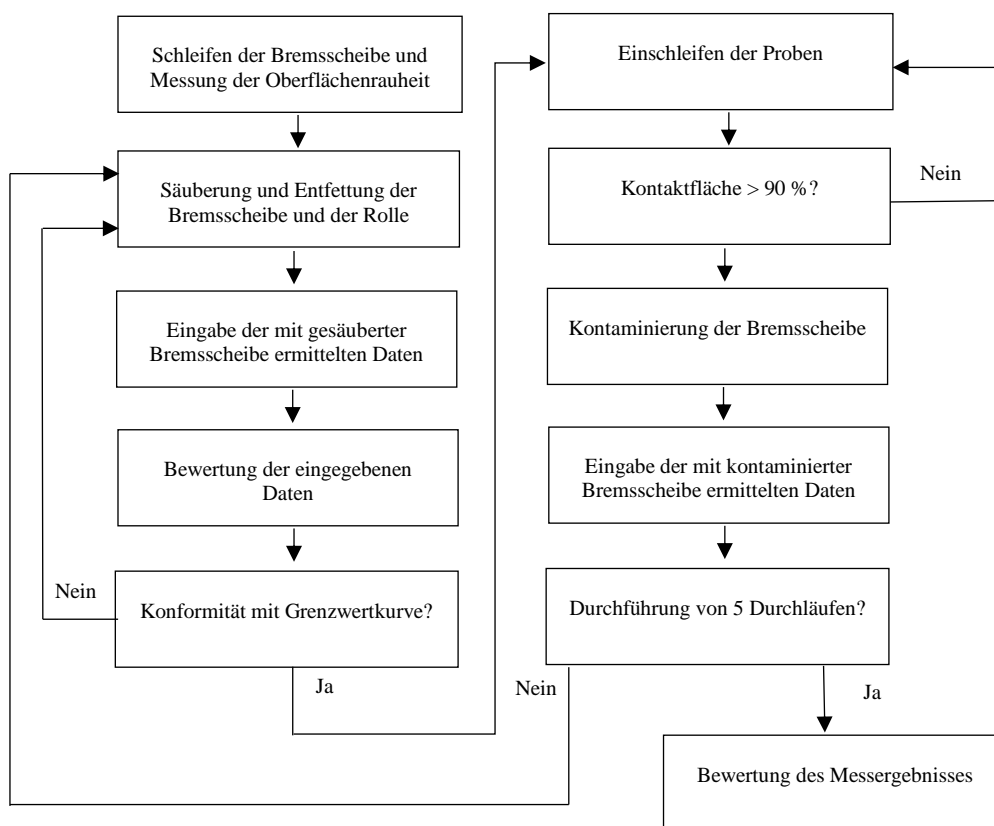 Schleifen der Bremsscheibe und
Messung der Oberflächenrauheit
Säuberung und Entfettung der
Bremsscheibe und der Rolle
Eingabe der mit gesäuberter
Bremsscheibe ermittelten Daten
Bewertung der eingegebenen
Daten
Nein
Konformität mit Grenzwertkurve?
Ja
Einschleifen der Proben
Kontaktfläche > 90 %?
Nein
Kontaminierung der Bremsscheibe
Eingabe der mit kontaminierter
Bremsscheibe ermittelten Daten
Durchführung von 5 Durchläufen?
Nein
Ja
Bewertung des Messergebnisses